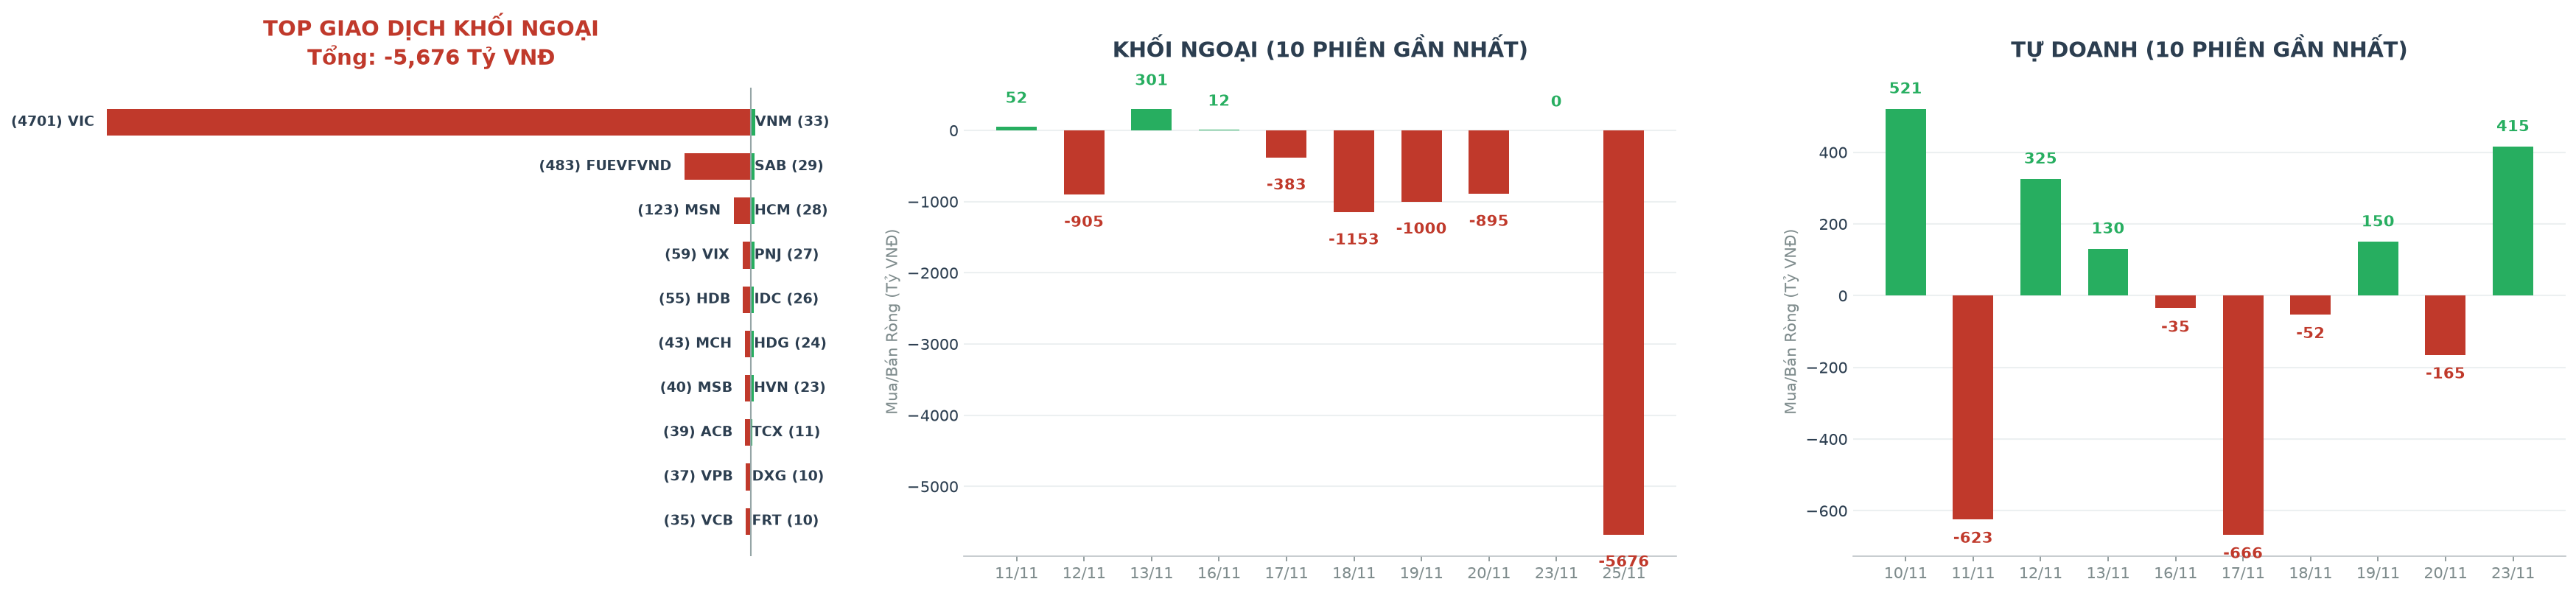 TOP GIAO DỊCH KHỐI NGOẠI
Tổng: -5,676 Tỷ VNĐ
(4701) VIC VNM (33)
(483) FUEVFVND SAB (29)
(123) MSN HCM (28)
(59) VIX PNJ (27)
(55) HDB IDC (26)
(43) MCH HDG (24)
(40) MSB HVN (23)
(39) ACB TCX (11)
(37) VPB DXG (10)
(35) VCB FRT (10)
KHỐI NGOẠI (10 PHIÊN GẦN NHẤT)
Mua/Bán Ròng (Tỷ VNĐ)
0
−1000
−2000
−3000
−4000
−5000
52
-905
301
12
-383
-1153
-1000
-895
0
-5676
11/11 12/11 13/11 16/11 17/11 18/11 19/11 20/11 23/11 25/11
TỰ DOANH (10 PHIÊN GẦN NHẤT)
Mua/Bán Ròng (Tỷ VNĐ)
400
200
0
−200
−400
−600
521
-623
325
130
-35
-666
-52
150
-165
415
10/11 11/11 12/11 13/11 16/11 17/11 18/11 19/11 20/11 23/11